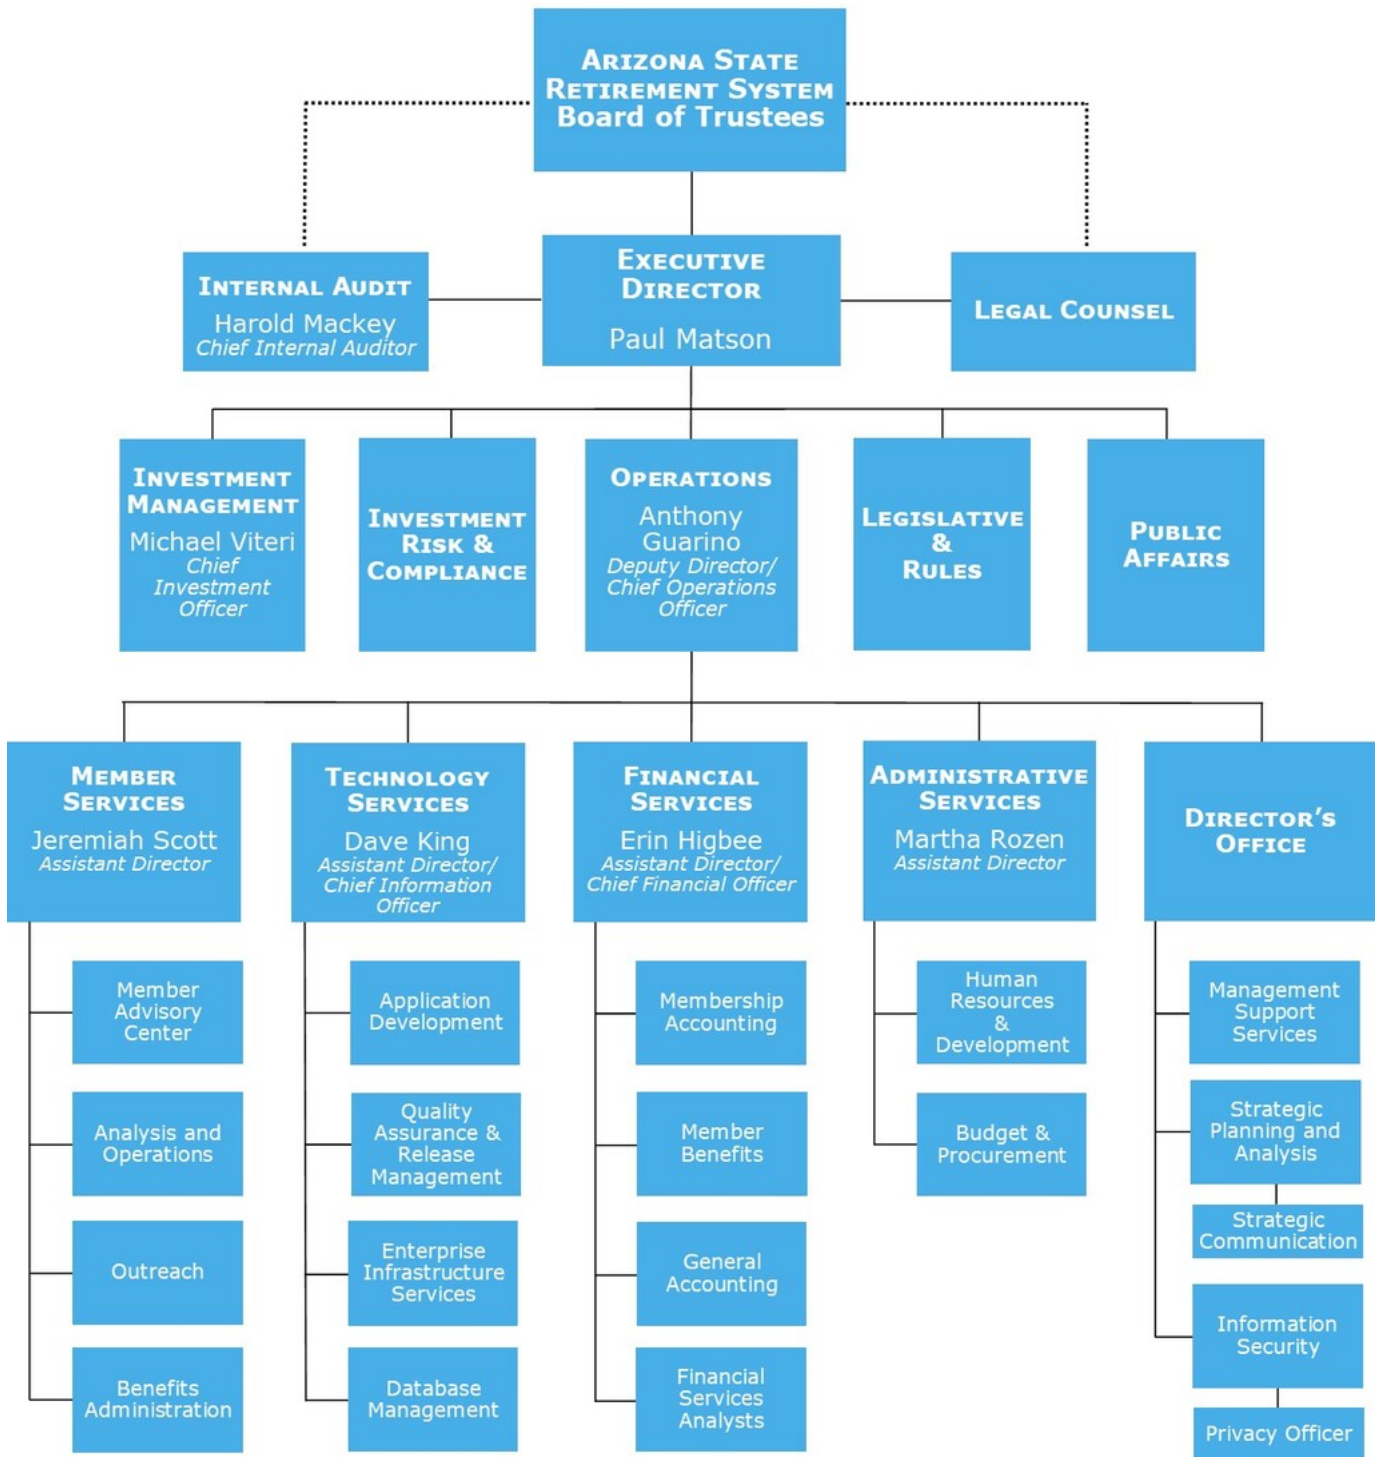 ARIZONA STATE
RETIREMENT SYSTEM
Board of Trustees
INTERNAL AUDIT
Harold Mackey
Chief Internal Auditor
EXECUTIVE
DIRECTOR
Paul Matson
LEGAL COUNSEL
INVESTMENT
MANAGEMENT
Michael Viteri
Chief
Investment
Officer
INVESTMENT
RISK &
COMPLIANCE
OPERATIONS
Anthony
Guarino
Deputy Director/
Chief Operations
Officer
LEGISLATIVE
&
RULES
PUBLIC
AFFAIRS
MEMBER
SERVICES
Jeremiah Scott
Assistant Director
TECHNOLOGY
SERVICES
Dave King
Assistant Director/
Chief Information
Officer
FINANCIAL
SERVICES
Erin Higbee
Assistant Director/
Chief Financial Officer
ADMINISTRATIVE
SERVICES
Martha Rozen
Assistant Director
DIRECTOR'S
OFFICE
Member
Advisory
Center
Analysis and
Operations
Outreach
Benefits
Administration
Application
Development
Quality
Assurance &
Release
Management
Enterprise
Infrastructure
Services
Database
Management
Membership
Accounting
Member
Benefits
General
Accounting
Financial
Services
Analysts
Human
Resources
&
Development
Budget &
Procurement
Management
Support
Services
Strategic
Planning and
Analysis
Strategic
Communication
Information
Security
Privacy Officer